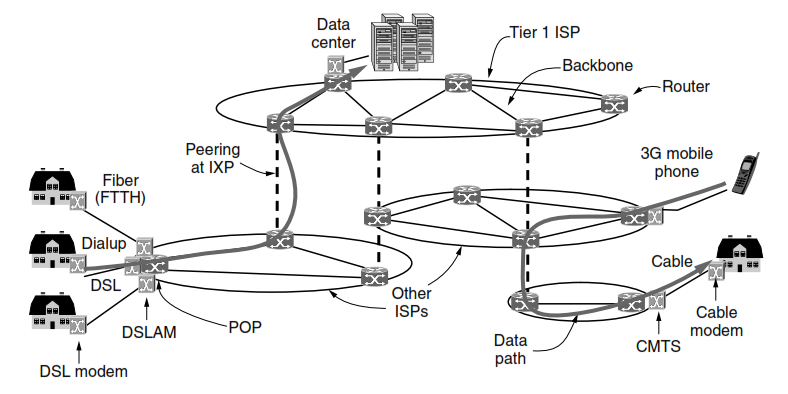 Data
center
Tier 1 ISP
Backbone
Router
Peering
at IXP
3G mobile
phone
Fiber
(FTTH)
Dialup
DSL
Cable
Other
ISPs
DSLAM
POP
Data
path
CMTS
Cable
modem
DSL modem